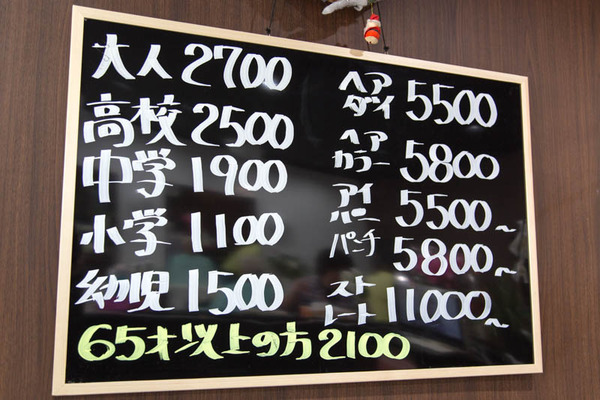 大人 2700
高校 2500
中学 1900
小学 1100
幼児 1500
65才以上の方 2100
ヘア
ダイ 5500
ヘア
カラー 5800
アイ
パー 5500~
パンチ 5800~
スト
レート 11000~